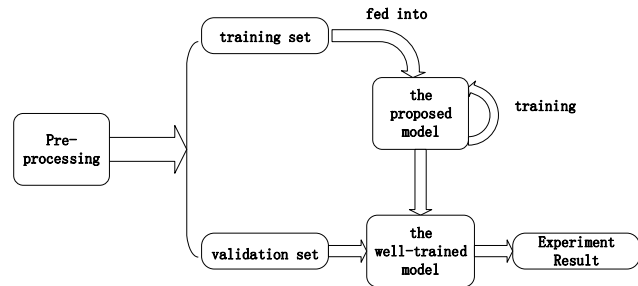 fed into
training set
the
proposed
model
training
Pre-
processing
the
well-trained
model
validation set
Experiment
Result